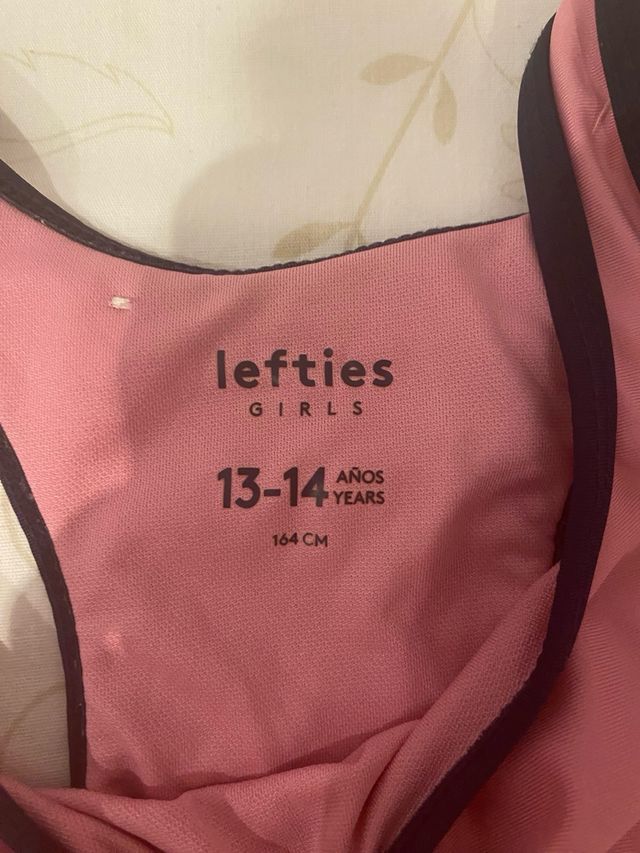 lefties
GIRLS
13-14 AÑOS
YEARS
164 CM